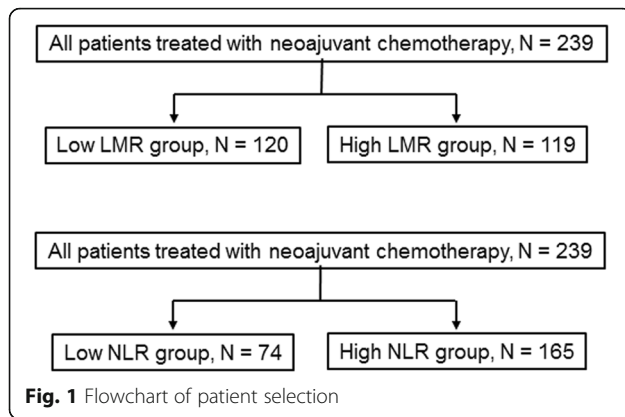 All patients treated with neoajuvant chemotherapy, N = 239
Low LMR group, N = 120
High LMR group, N = 119
All patients treated with neoajuvant chemotherapy, N = 239
Low NLR group, N = 74
High NLR group, N = 165
Fig. 1 Flowchart of patient selection